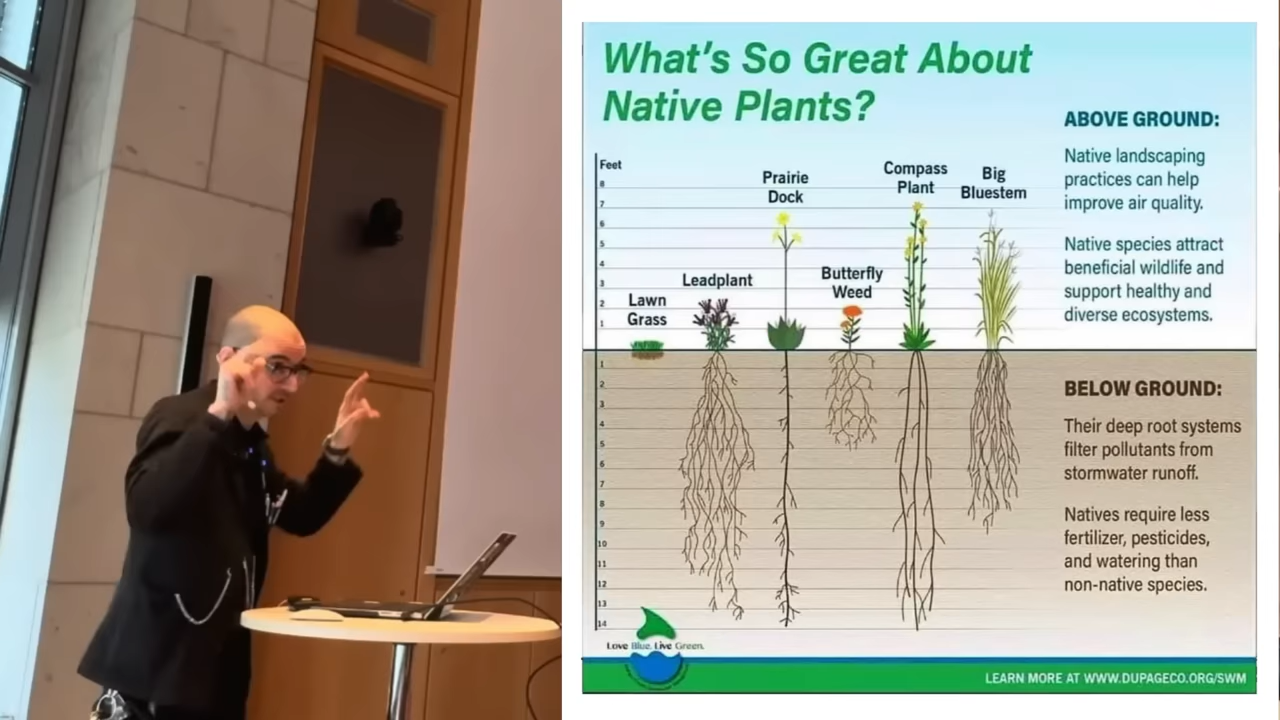 What's So Great About
Native Plants?
ABOVE GROUND:
Native landscaping
practices can help
improve air quality.
Native species attract
beneficial wildlife and
support healthy and
diverse ecosystems.
Feet
8
7
6
5
4
3
2
1
Lawn
Grass
Leadplant
Prairie
Dock
Butterfly
Weed
Compass
Plant
Big
Bluestem
1
2
3
4
5
6
7
8
9
10
11
12
13
14
BELOW GROUND:
Their deep root systems
filter pollutants from
stormwater runoff.
Natives require less
fertilizer, pesticides,
and watering than
non-native species.
Love Blue. Live Green.
LEARN MORE AT WWW.DUPAGECO.ORG/SWM